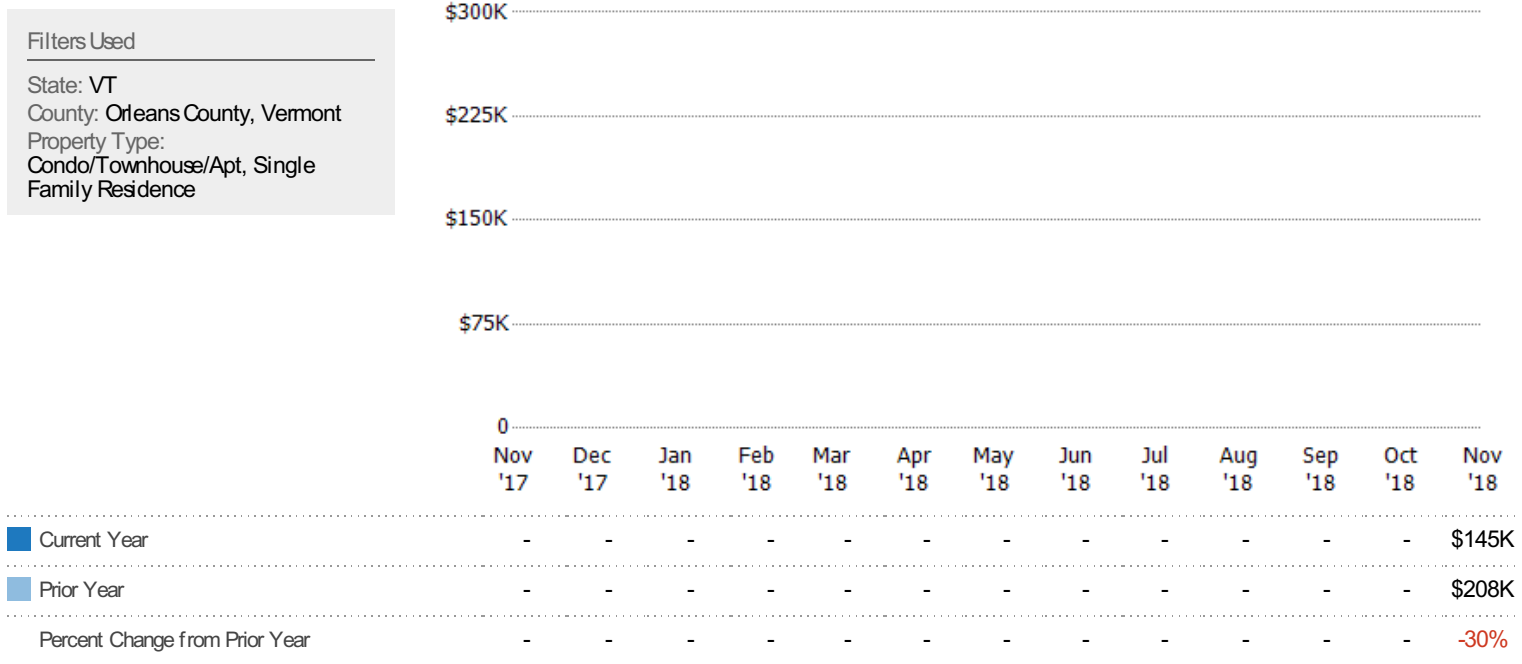 Filters Used
State: VT
County: Orleans County, Vermont
Property Type:
Condo/Townhouse/Apt, Single
Family Residence
$300K
$225K
$150K
$75K
0
Nov Dec Jan Feb Mar Apr May Jun Jul Aug Sep Oct Nov
'17 '17 '18 '18 '18 '18 '18 '18 '18 '18 '18 '18 '18
Current Year - - - - - - - - - - - - $145K
Prior Year - - - - - - - - - - - - $208K
Percent Change from Prior Year - - - - - - - - - - - - -30%